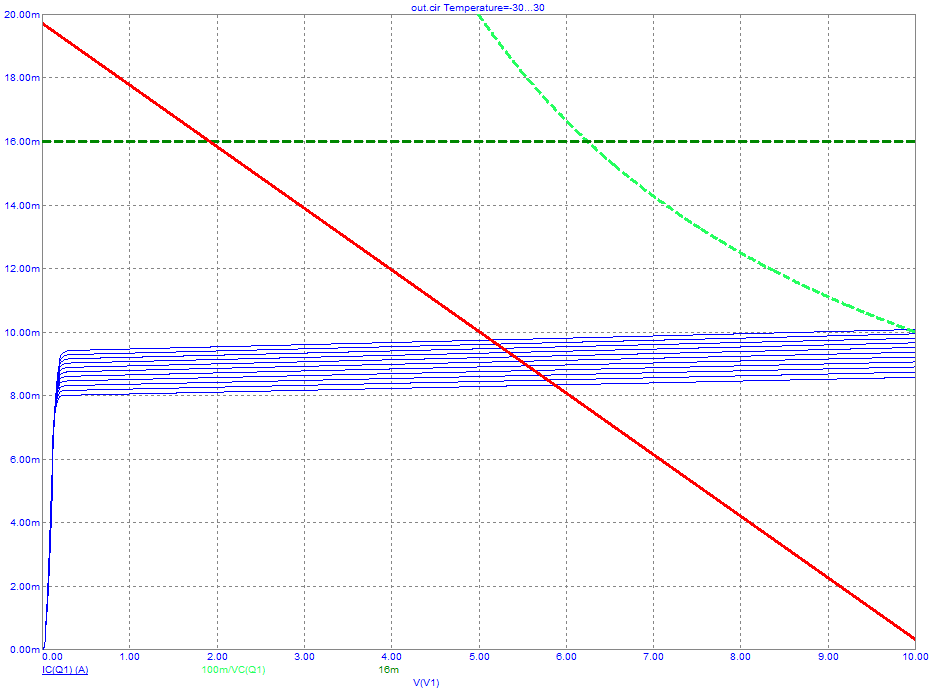 out.cir Temperature=-30...30
20.00m
18.00m
16.00m
14.00m
12.00m
10.00m
8.00m
6.00m
4.00m
2.00m
0.00m
0.00 1.00 2.00 3.00 4.00 5.00 6.00 7.00 8.00 9.00 10.00
IC(Q1) (A) 100m/VC(Q1) 16m
V(V1)